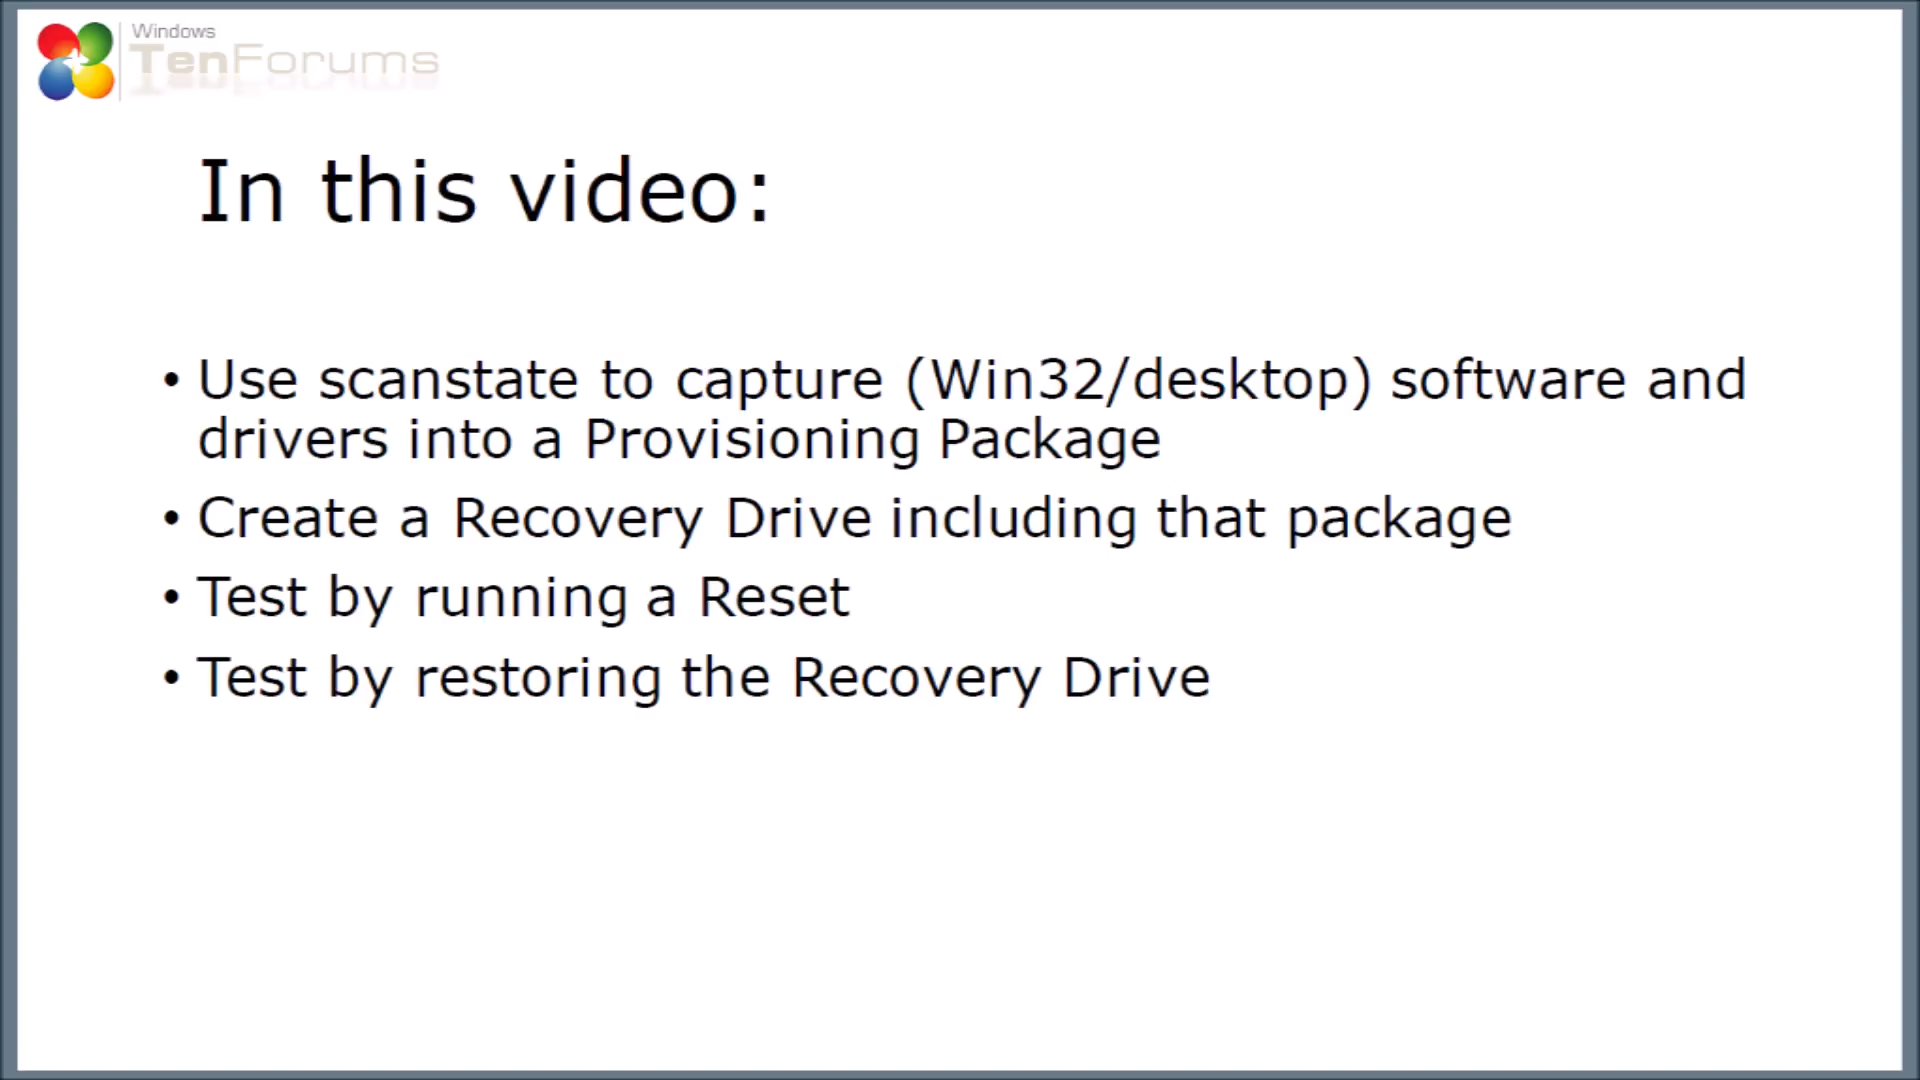 Windows
TenForums
In this video:
• Use scanstate to capture (Win32/desktop) software and
drivers into a Provisioning Package
• Create a Recovery Drive including that package
• Test by running a Reset
• Test by restoring the Recovery Drive